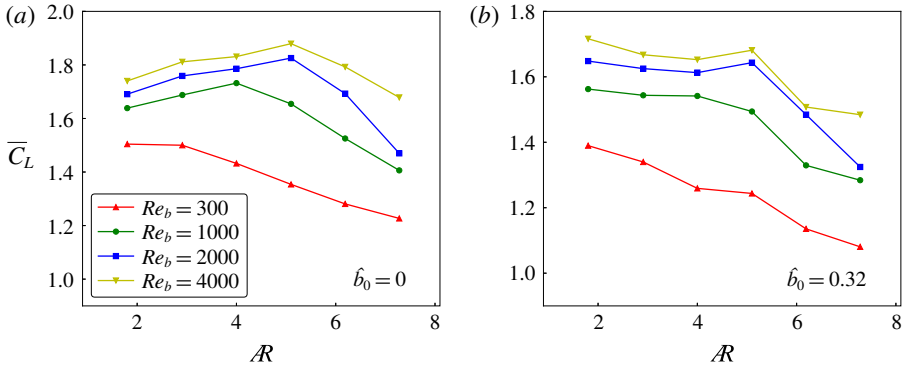 (a)
2.0
1.8
1.6
1.4
1.2
1.0
C̅_L
Re_b = 300
Re_b = 1000
Re_b = 2000
Re_b = 4000
b̂_0 = 0
2 4 6 8
AR
(b)
1.8
1.6
1.4
1.2
1.0
b̂_0 = 0.32
2 4 6 8
AR